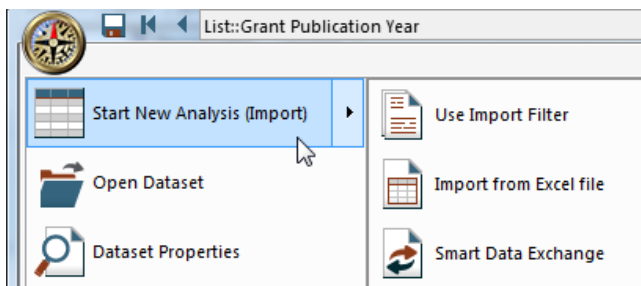 List::Grant Publication Year
Start New Analysis (Import)
Open Dataset
Dataset Properties
Use Import Filter
Import from Excel file
Smart Data Exchange